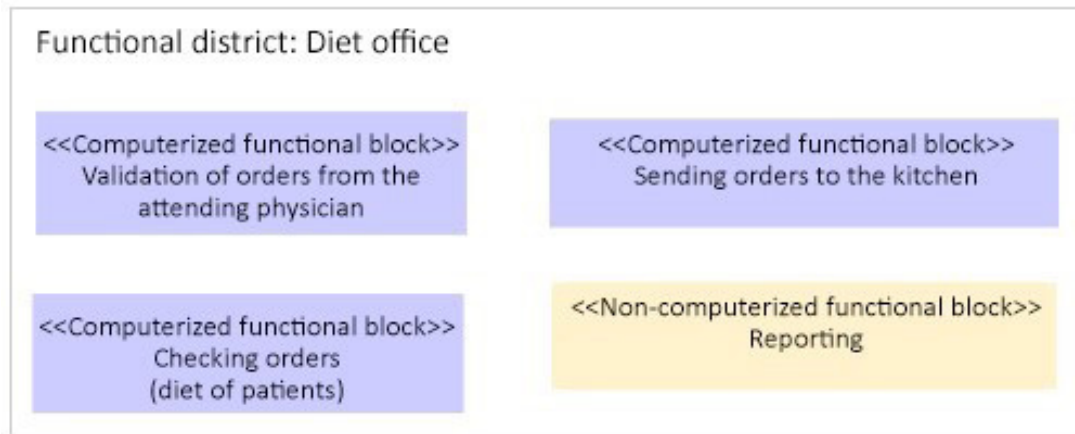 Functional district: Diet office
<<Computerized functional block>>
Validation of orders from the
attending physician
<<Computerized functional block>>
Sending orders to the kitchen
<<Computerized functional block>>
Checking orders
(diet of patients)
<<Non-computerized functional block>>
Reporting